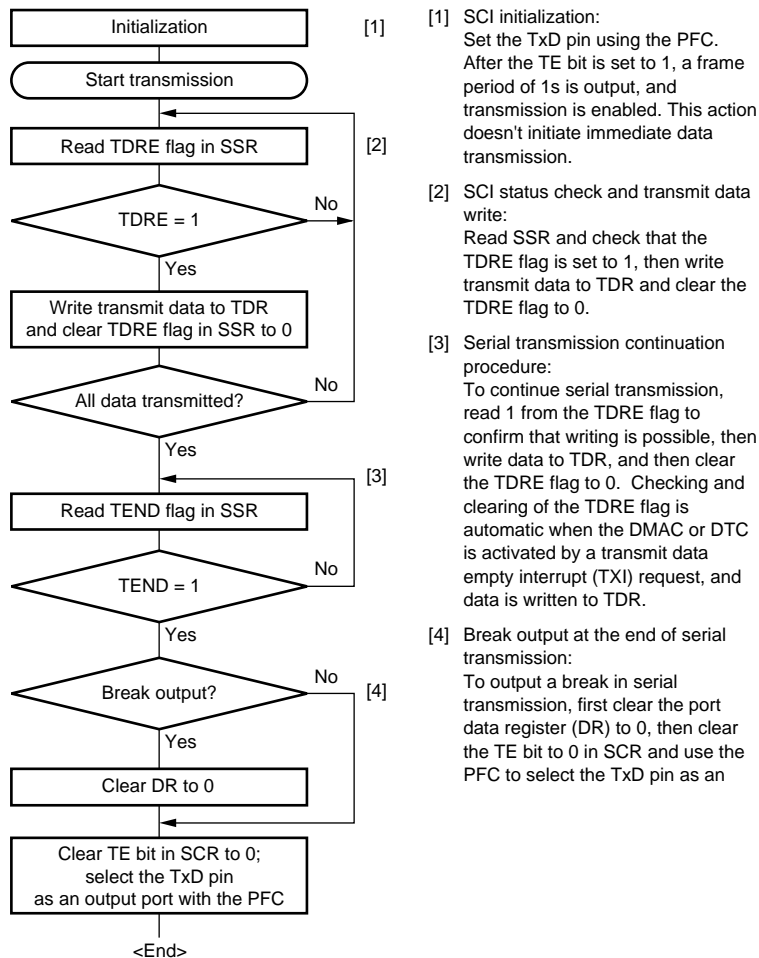 Initialization
[1]
Start transmission
Read TDRE flag in SSR
[2]
TDRE = 1
No
Yes
Write transmit data to TDR
and clear TDRE flag in SSR to 0
All data transmitted?
No
Yes
[3]
Read TEND flag in SSR
TEND = 1
No
Yes
Break output?
No
[4]
Yes
Clear DR to 0
Clear TE bit in SCR to 0;
select the TxD pin
as an output port with the PFC
<End>
[1] SCI initialization:
Set the TxD pin using the PFC.
After the TE bit is set to 1, a frame
period of 1s is output, and
transmission is enabled. This action
doesn't initiate immediate data
transmission.
[2] SCI status check and transmit data
write:
Read SSR and check that the
TDRE flag is set to 1, then write
transmit data to TDR and clear the
TDRE flag to 0.
[3] Serial transmission continuation
procedure:
To continue serial transmission,
read 1 from the TDRE flag to
confirm that writing is possible, then
write data to TDR, and then clear
the TDRE flag to 0. Checking and
clearing of the TDRE flag is
automatic when the DMAC or DTC
is activated by a transmit data
empty interrupt (TXI) request, and
data is written to TDR.
[4] Break output at the end of serial
transmission:
To output a break in serial
transmission, first clear the port
data register (DR) to 0, then clear
the TE bit to 0 in SCR and use the
PFC to select the TxD pin as an